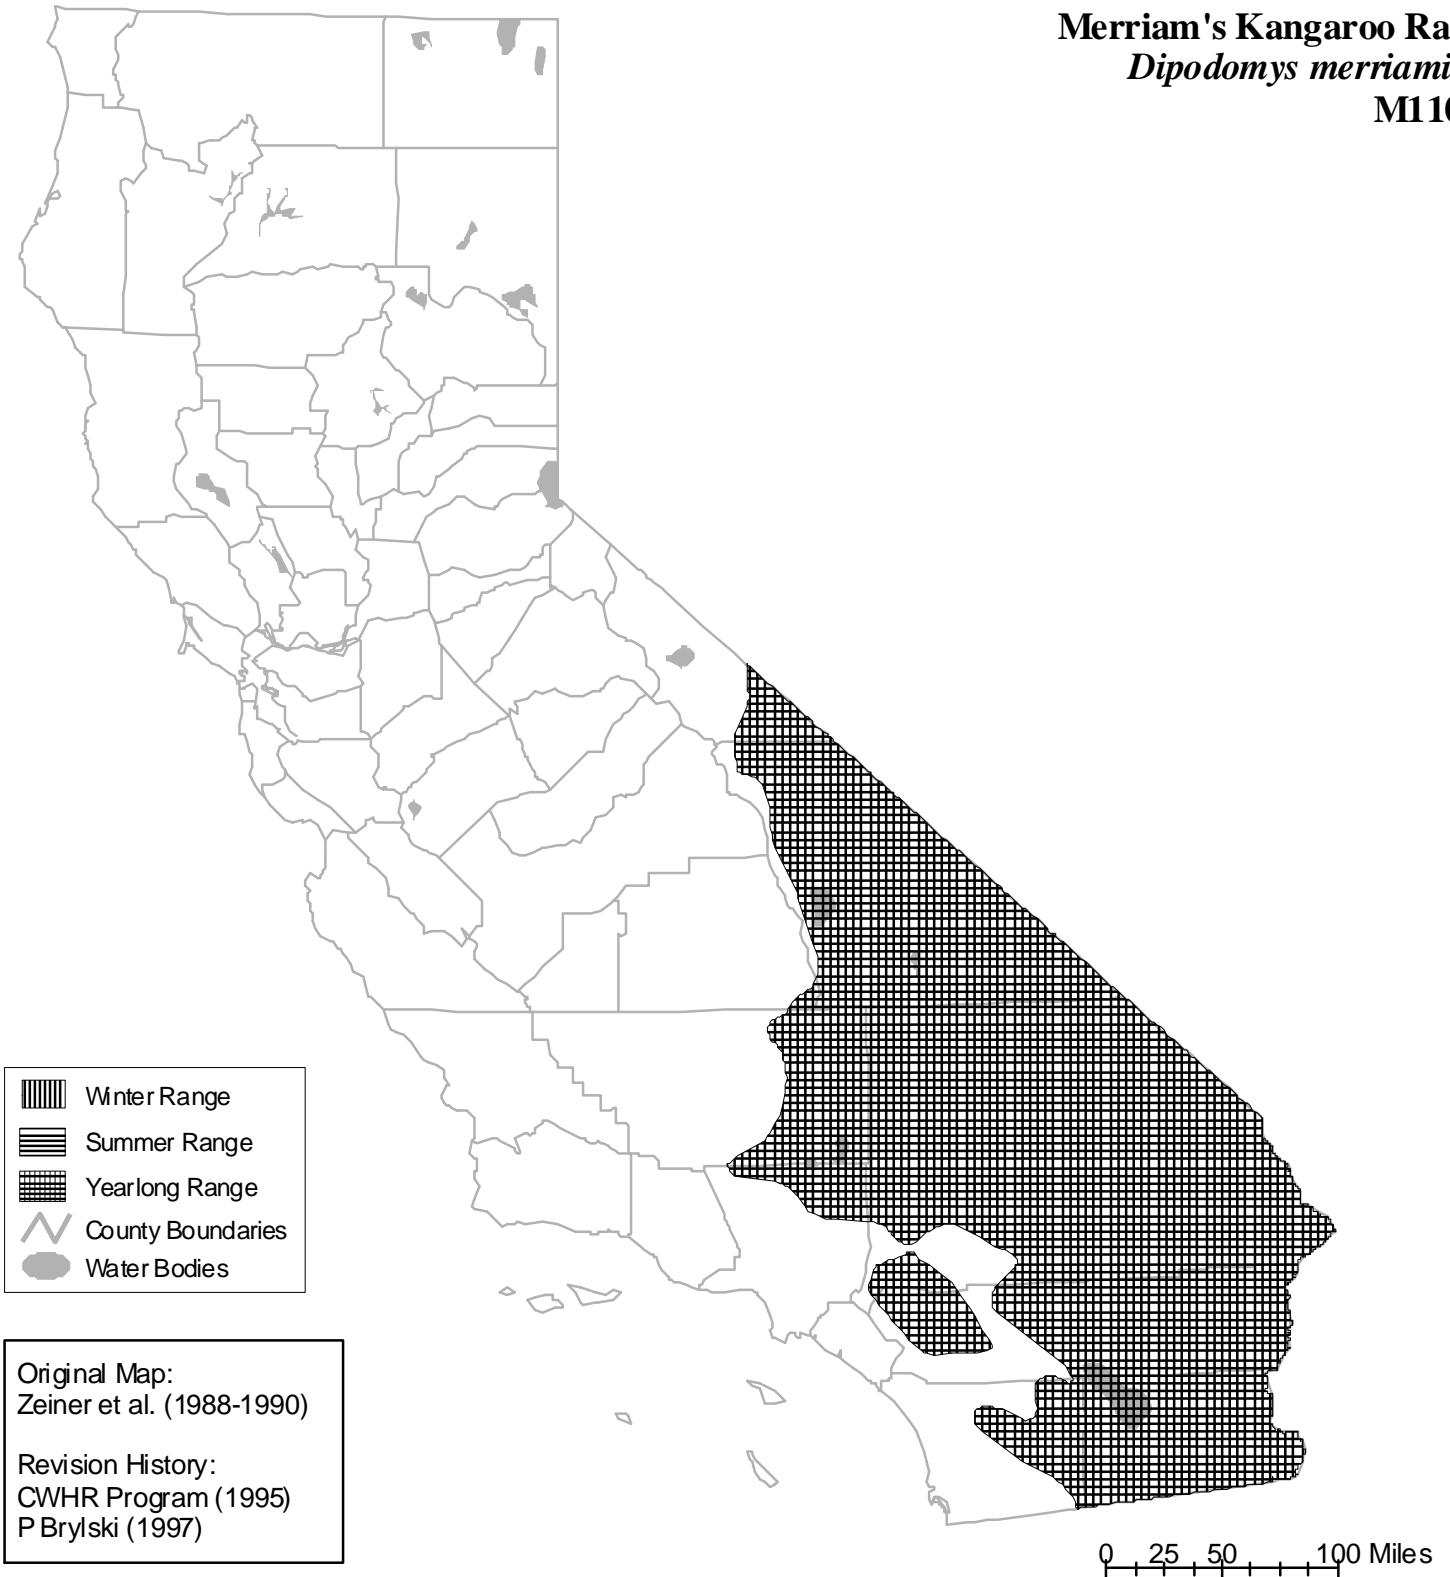 Merriam's Kangaroo Ra
Dipodomys merriami
M110
Winter Range
Summer Range
Yearlong Range
County Boundaries
Water Bodies
Original Map:
Zeiner et al. (1988-1990)
Revision History:
CWHR Program (1995)
P Brylski (1997)
0 25 50 100 Miles